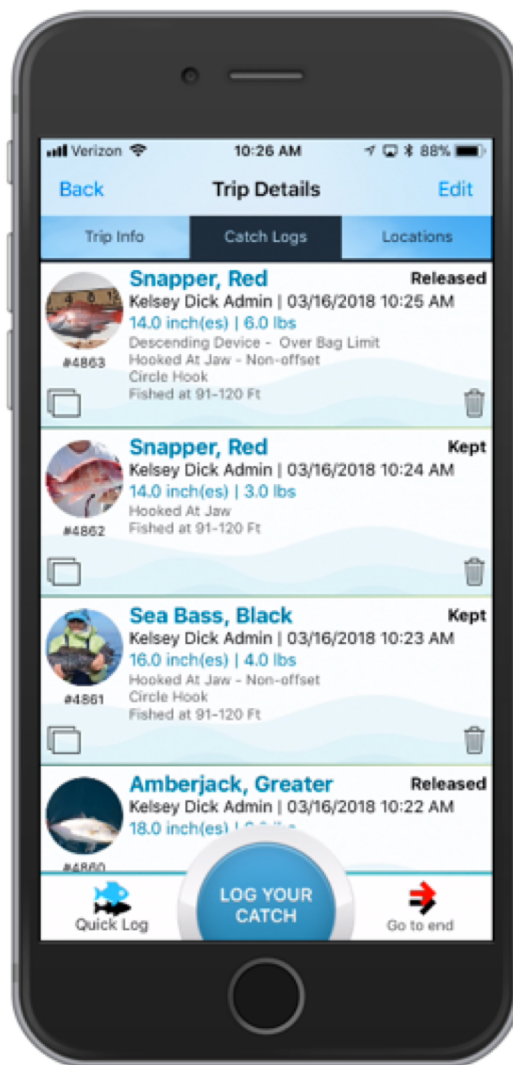 Verizon 10:26 AM 88%
Back Trip Details Edit
Trip Info Catch Logs Locations
Snapper, Red Released
Kelsey Dick Admin | 03/16/2018 10:25 AM
14.0 inch(es) | 6.0 lbs
Descending Device - Over Bag Limit
Hooked At Jaw - Non-offset
Circle Hook
Fished at 91-120 Ft
#4863
Snapper, Red Kept
Kelsey Dick Admin | 03/16/2018 10:24 AM
14.0 inch(es) | 3.0 lbs
Hooked At Jaw
Fished at 91-120 Ft
#4862
Sea Bass, Black Kept
Kelsey Dick Admin | 03/16/2018 10:23 AM
16.0 inch(es) | 4.0 lbs
Hooked At Jaw - Non-offset
Circle Hook
Fished at 91-120 Ft
#4861
Amberjack, Greater Released
Kelsey Dick Admin | 03/16/2018 10:22 AM
18.0 inch(es)
#4860
Quick Log
LOG YOUR
CATCH
Go to end